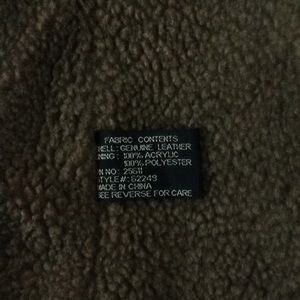 FABRIC CONTENTS
HELL: GENUINE LEATHER
NING: 100% ACRYLIC
100% POLYESTER
N NO: 25611
TYLE#: 62249
MADE IN CHINA
EE REVERSE FOR CARE